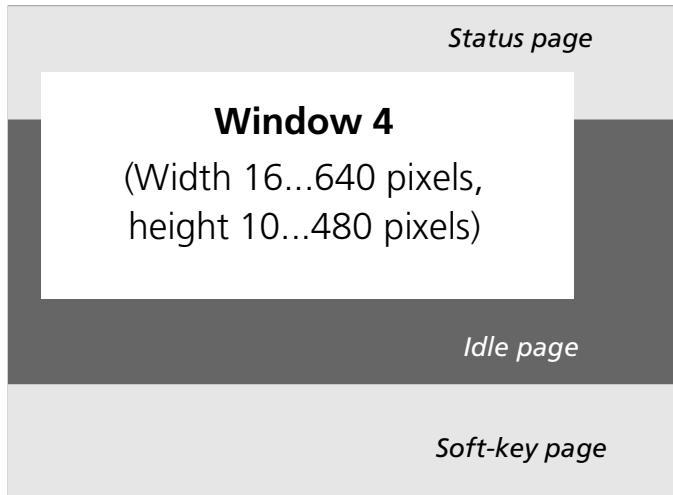 Status page
Window 4
(Width 16...640 pixels,
height 10...480 pixels)
Idle page
Soft-key page